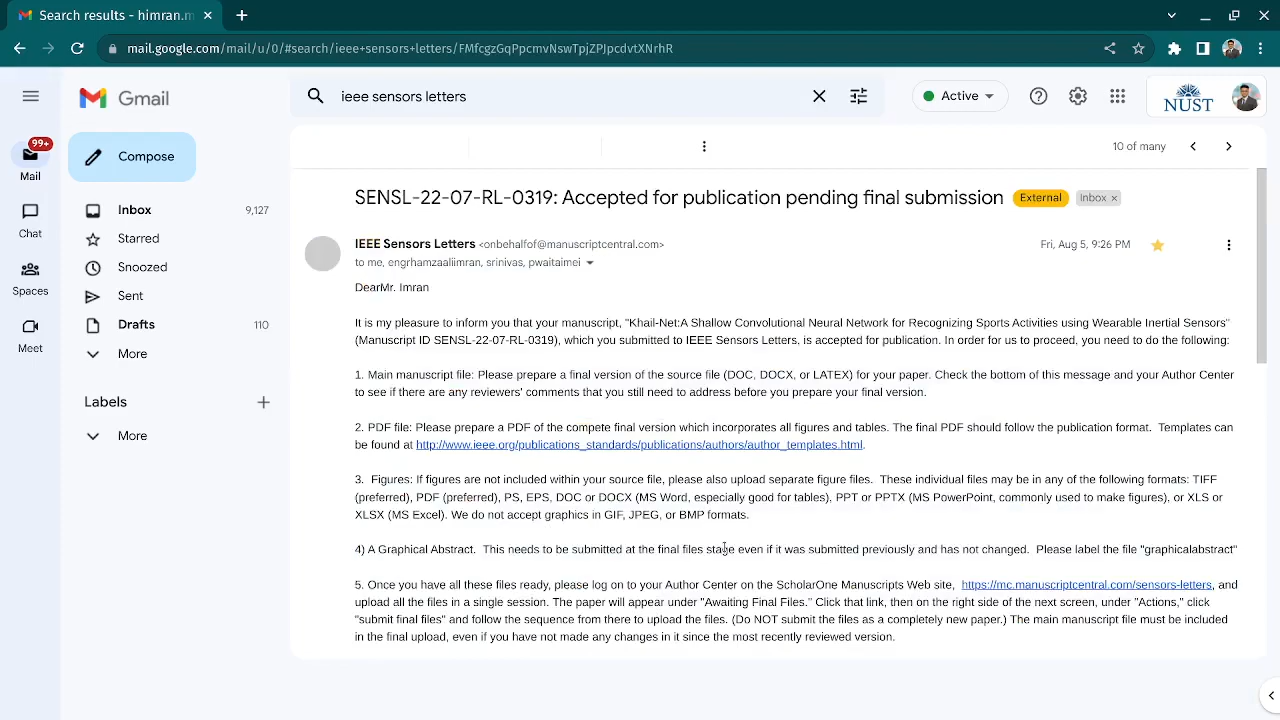 Search results - himran.m
mail.google.com/mail/u/0/#search/ieee+sensors+letters/FMfcgzGqPpcmvNswTpjZPJpcdvtXNrhR
Gmail
ieee sensors letters
Active
NUST
99+
Mail
Chat
Spaces
Meet
Compose
Inbox 9,127
Starred
Snoozed
Sent
Drafts 110
More
Labels
More
10 of many
SENSL-22-07-RL-0319: Accepted for publication pending final submission External Inbox ×
IEEE Sensors Letters <onbehalfof@manuscriptcentral.com> Fri, Aug 5, 9:26 PM
to me, engrhamzaaliimran, srinivas, pwaitaimei
DearMr. Imran
It is my pleasure to inform you that your manuscript, "Khail-Net:A Shallow Convolutional Neural Network for Recognizing Sports Activities using Wearable Inertial Sensors"
(Manuscript ID SENSL-22-07-RL-0319), which you submitted to IEEE Sensors Letters, is accepted for publication. In order for us to proceed, you need to do the following:
1. Main manuscript file: Please prepare a final version of the source file (DOC, DOCX, or LATEX) for your paper. Check the bottom of this message and your Author Center
to see if there are any reviewers' comments that you still need to address before you prepare your final version.
2. PDF file: Please prepare a PDF of the compete final version which incorporates all figures and tables. The final PDF should follow the publication format. Templates can
be found at http://www.ieee.org/publications_standards/publications/authors/author_templates.html.
3. Figures: If figures are not included within your source file, please also upload separate figure files. These individual files may be in any of the following formats: TIFF
(preferred), PDF (preferred), PS, EPS, DOC or DOCX (MS Word, especially good for tables), PPT or PPTX (MS PowerPoint, commonly used to make figures), or XLS or
XLSX (MS Excel). We do not accept graphics in GIF, JPEG, or BMP formats.
4) A Graphical Abstract. This needs to be submitted at the final files stage even if it was submitted previously and has not changed. Please label the file "graphicalabstract"
5. Once you have all these files ready, please log on to your Author Center on the ScholarOne Manuscripts Web site, https://mc.manuscriptcentral.com/sensors-letters, and
upload all the files in a single session. The paper will appear under "Awaiting Final Files." Click that link, then on the right side of the next screen, under "Actions," click
"submit final files" and follow the sequence from there to upload the files. (Do NOT submit the files as a completely new paper.) The main manuscript file must be included
in the final upload, even if you have not made any changes in it since the most recently reviewed version.